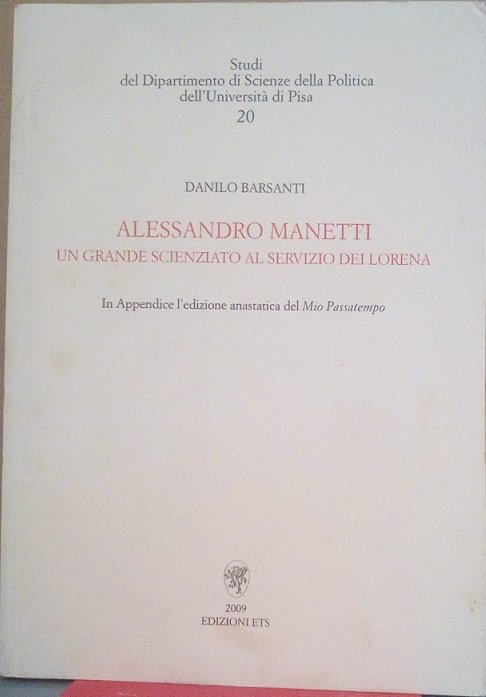 Studi
del Dipartimento di Scienze della Politica
dell'Università di Pisa
20
DANILO BARSANTI
ALESSANDRO MANETTI
UN GRANDE SCIENZIATO AL SERVIZIO DEI LORENA
In Appendice l'edizione anastatica del Mio Passatempo
2009
EDIZIONI ETS